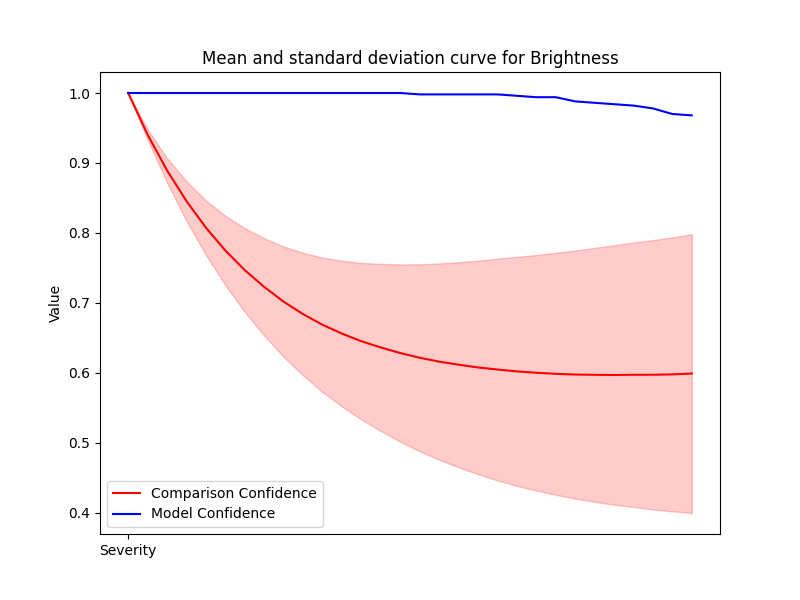 Mean and standard deviation curve for Brightness
1.0
0.9
0.8
0.7
0.6
0.5
0.4
Value
Comparison Confidence
Model Confidence
Severity